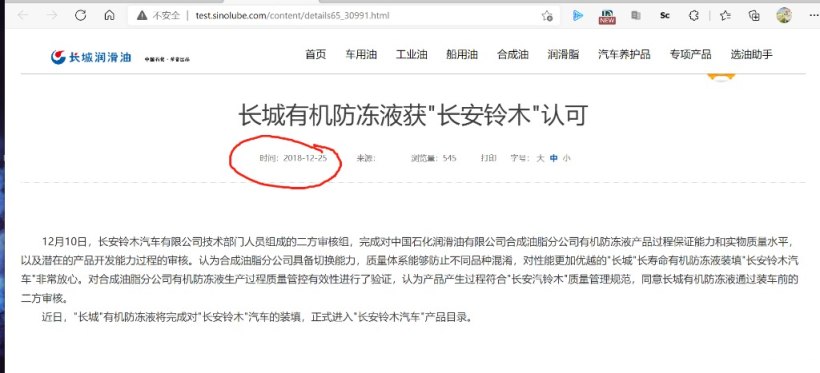 不安全 | test.sinolube.com/content/details65_30991.html
NEW
Sc
长城润滑油
中国石化·荣誉出品
首页 车用油 工业油 船用油 合成油 润滑脂 汽车养护品 专项产品 选油助手
长城有机防冻液获"长安铃木"认可
时间：2018-12-25 来源： 浏览量：545 打印 字号：大 中 小
12月10日，长安铃木汽车有限公司技术部门人员组成的二方审核组，完成对中国石化润滑油有限公司合成油脂分公司有机防冻液产品过程保证能力和实物质量水平，
以及潜在的产品开发能力过程的审核。认为合成油脂分公司具备切换能力，质量体系能够防止不同品种混淆，对性能更加优越的"长城"长寿命有机防冻液装填"长安铃木汽
车"非常放心。对合成油脂分公司有机防冻液生产过程质量管控有效性进行了验证，认为产品产生过程符合"长安汽铃木"质量管理规范，同意长城有机防冻液通过装车前的
二方审核。
近日，"长城"有机防冻液将完成对"长安铃木"汽车的装填，正式进入"长安铃木汽车"产品目录。